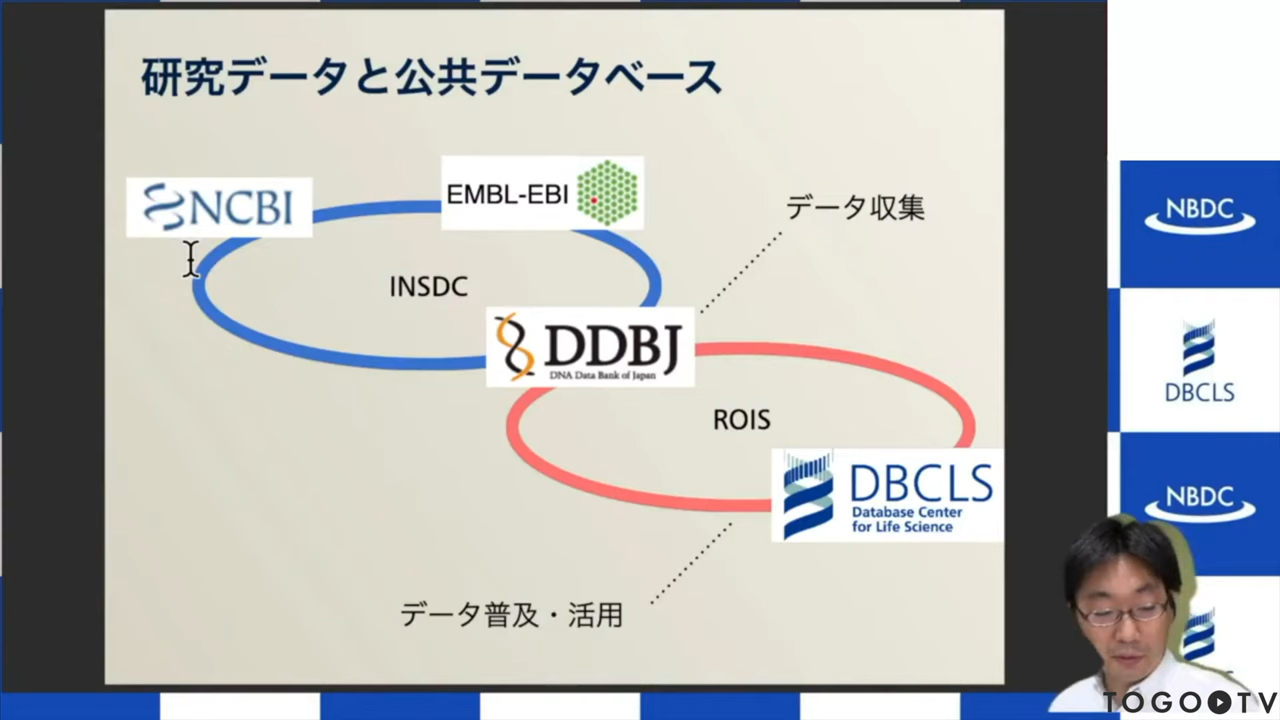 研究データと公共データベース
NCBI
EMBL-EBI
データ収集
INSDC
DDBJ
DNA Data Bank of Japan
ROIS
DBCLS
Database Center
for Life Science
データ普及・活用
NBDC
DBCLS
NBDC
TOGO TV